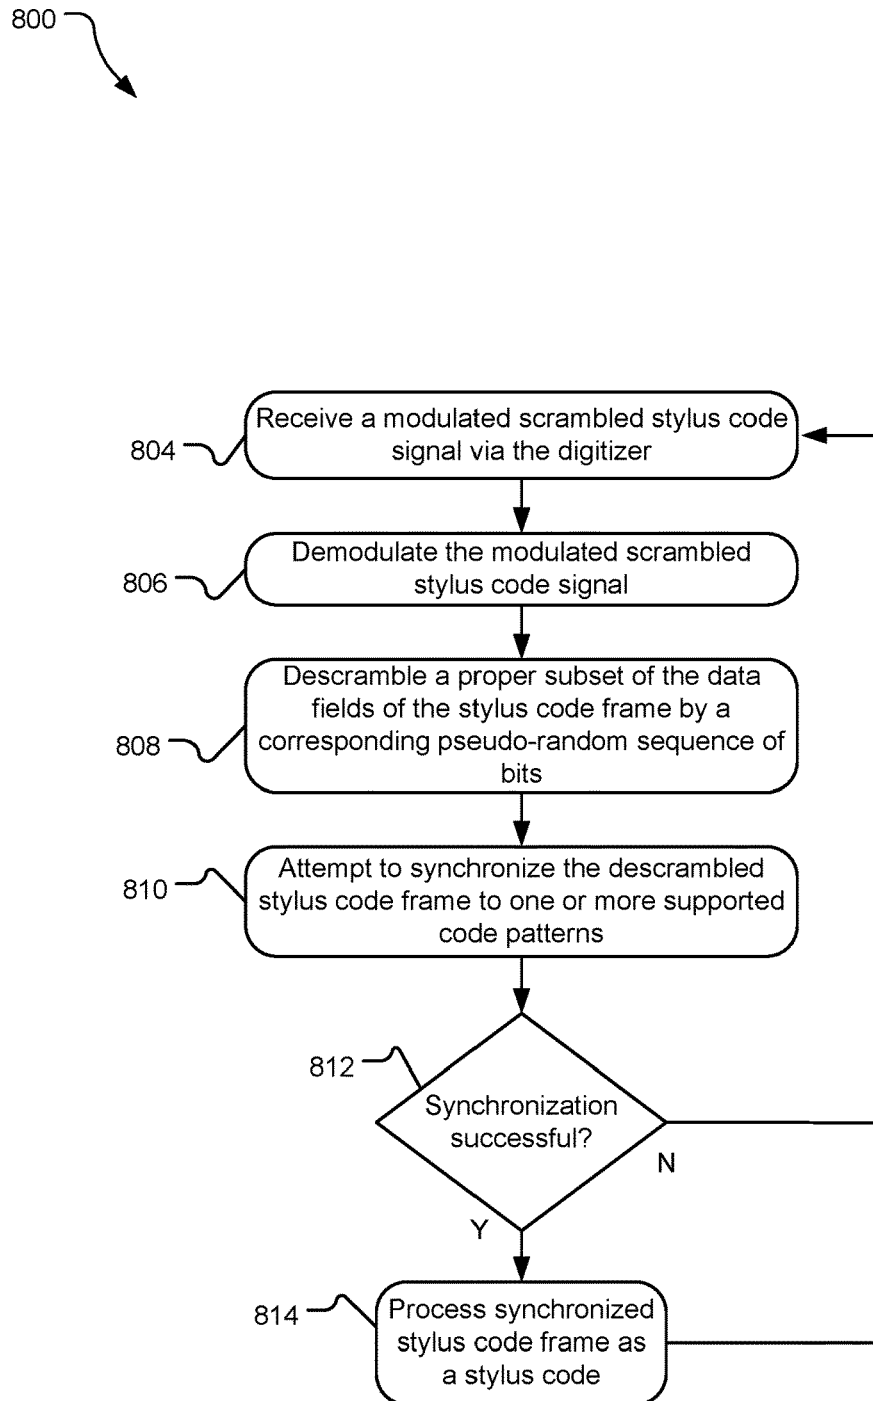 800
Receive a modulated scrambled stylus code
signal via the digitizer
804
Demodulate the modulated scrambled
stylus code signal
806
Descramble a proper subset of the data
fields of the stylus code frame by a
corresponding pseudo-random sequence of
bits
808
Attempt to synchronize the descrambled
stylus code frame to one or more supported
code patterns
810
812
Synchronization
successful?
N
Y
814
Process synchronized
stylus code frame as
a stylus code